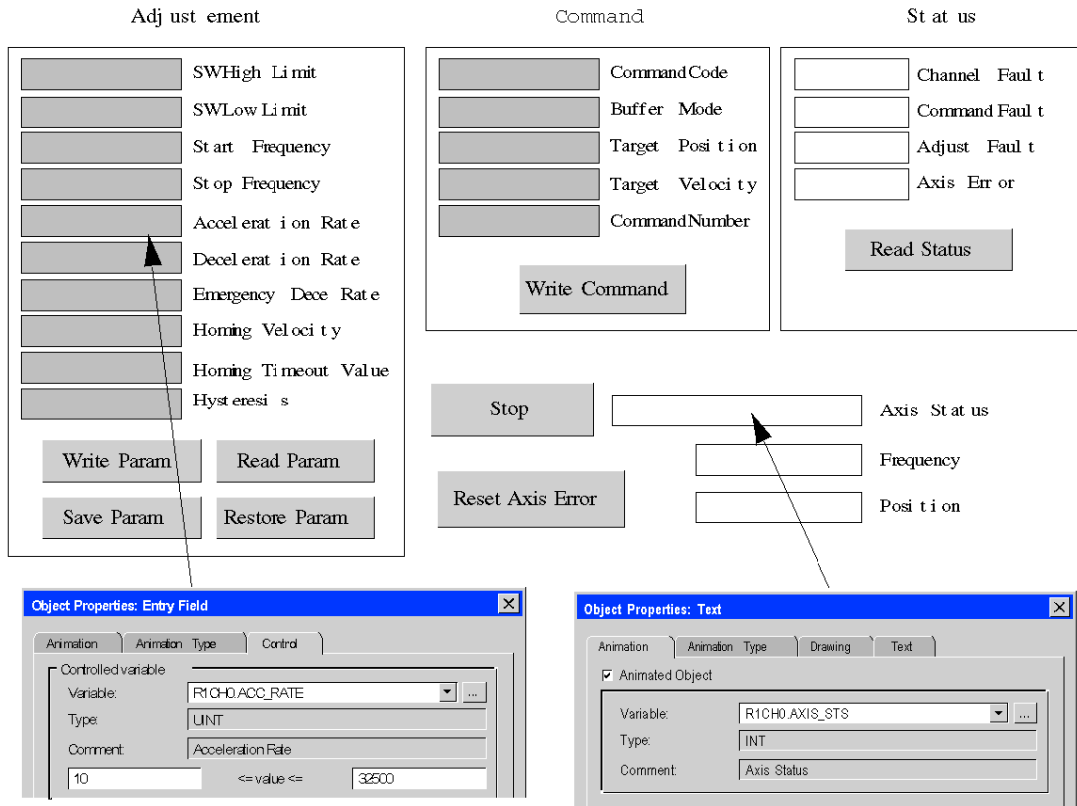 Adjustement
SWHigh Limit
SWLow Limit
Start Frequency
Stop Frequency
Acceleration Rate
Deceleration Rate
Emergency Dece Rate
Homing Velocity
Homing Timeout Value
Hysteresis
Write Param
Read Param
Save Param
Restore Param
Command
CommandCode
Buffer Mode
Target Position
Target Velocity
CommandNumber
Write Command
Status
Channel Fault
Command Fault
Adjust Fault
Axis Error
Read Status
Stop
Axis Status
Frequency
Reset Axis Error
Position
Object Properties: Entry Field
Animation
Animation Type
Control
Controlled variable
Variable:
R1CH0.ACC_RATE
...
Type:
UINT
Comment:
Acceleration Rate
10
<= value <=
32500
Object Properties: Text
Animation
Animation Type
Drawing
Text
Animated Object
Variable:
R1CH0.AXIS_STS
...
Type:
INT
Comment:
Axis Status